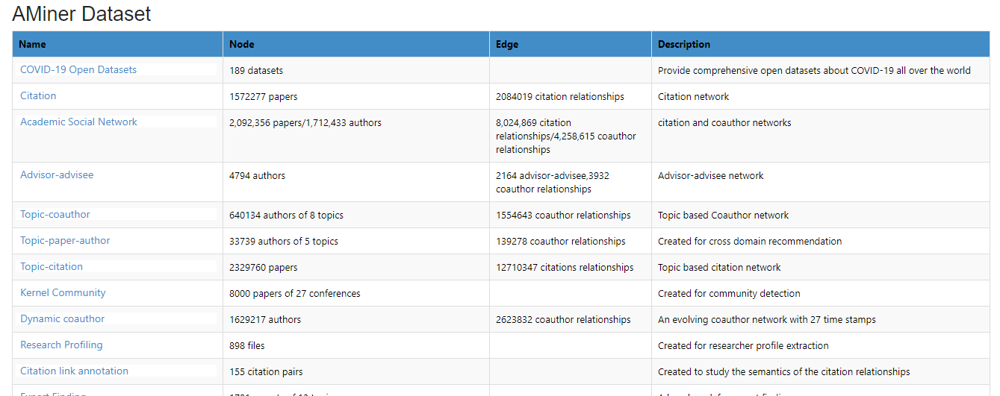 AMiner Dataset
Name Node Edge Description
COVID-19 Open Datasets 189 datasets Provide comprehensive open datasets about COVID-19 all over the world
Citation 1572277 papers 2084019 citation relationships Citation network
Academic Social Network 2,092,356 papers/1,712,433 authors 8,024,869 citation citation and coauthor networks
relationships/4,258,615 coauthor
relationships
Advisor-advisee 4794 authors 2164 advisor-advisee,3932 Advisor-advisee network
coauthor relationships
Topic-coauthor 640134 authors of 8 topics 1554643 coauthor relationships Topic based Coauthor network
Topic-paper-author 33739 authors of 5 topics 139278 coauthor relationships Created for cross domain recommendation
Topic-citation 2329760 papers 12710347 citations relationships Topic based citation network
Kernel Community 8000 papers of 27 conferences Created for community detection
Dynamic coauthor 1629217 authors 2623832 coauthor relationships An evolving coauthor network with 27 time stamps
Research Profiling 898 files Created for researcher profile extraction
Citation link annotation 155 citation pairs Created to study the semantics of the citation relationships
Expert Finding